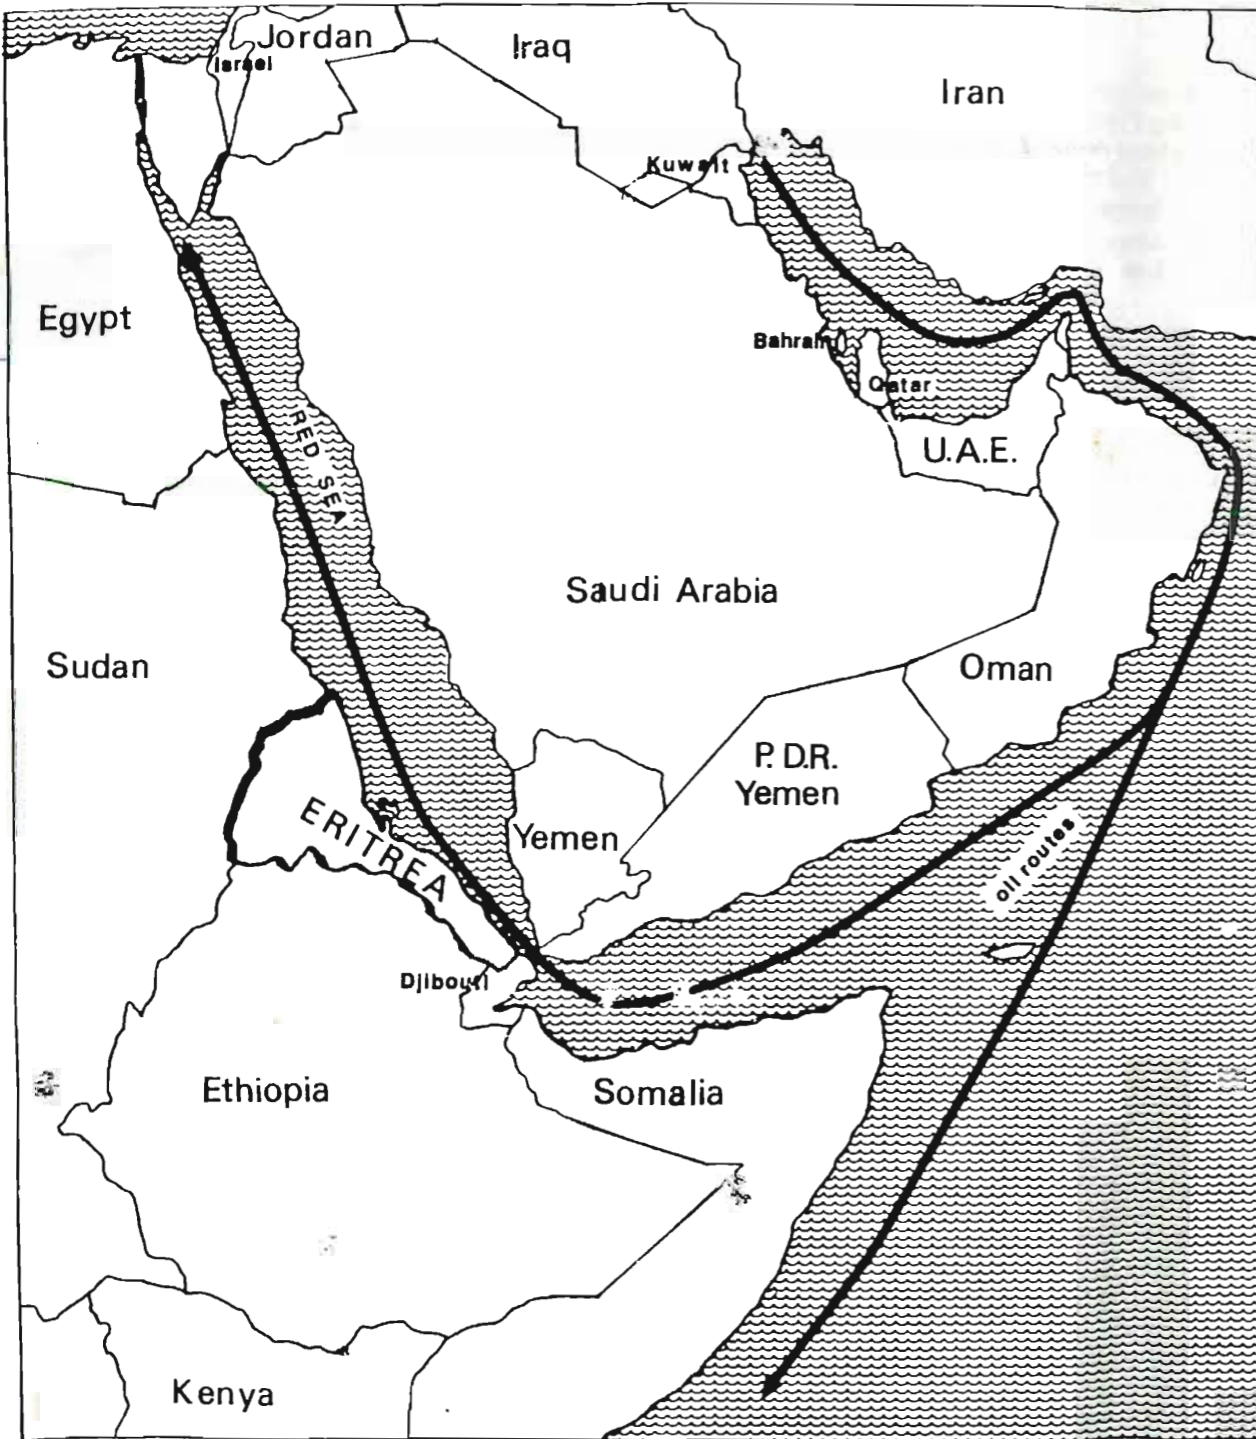 Jordan
Israel
Iraq
Iran
Kuwait
Egypt
Bahrain
Qatar
RED SEA
U.A.E.
Saudi Arabia
Sudan
Oman
P. D.R.
Yemen
ERITREA
Yemen
oil routes
Djibouti
Ethiopia
Somalia
Kenya